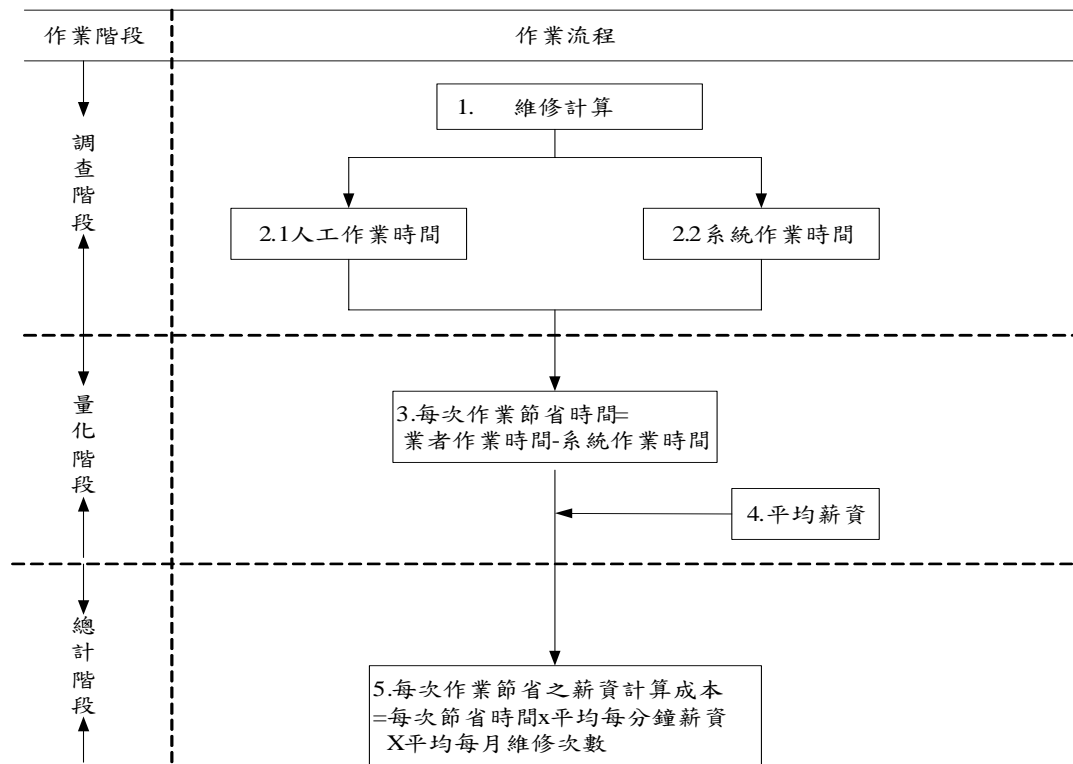 作業階段
作業流程
調查階段
1. 維修計算
2.1人工作業時間
2.2系統作業時間
量化階段
3.每次作業節省時間=
業者作業時間-系統作業時間
4.平均薪資
總計階段
5.每次作業節省之薪資計算成本
=每次節省時間x平均每分鐘薪資
X平均每月維修次數